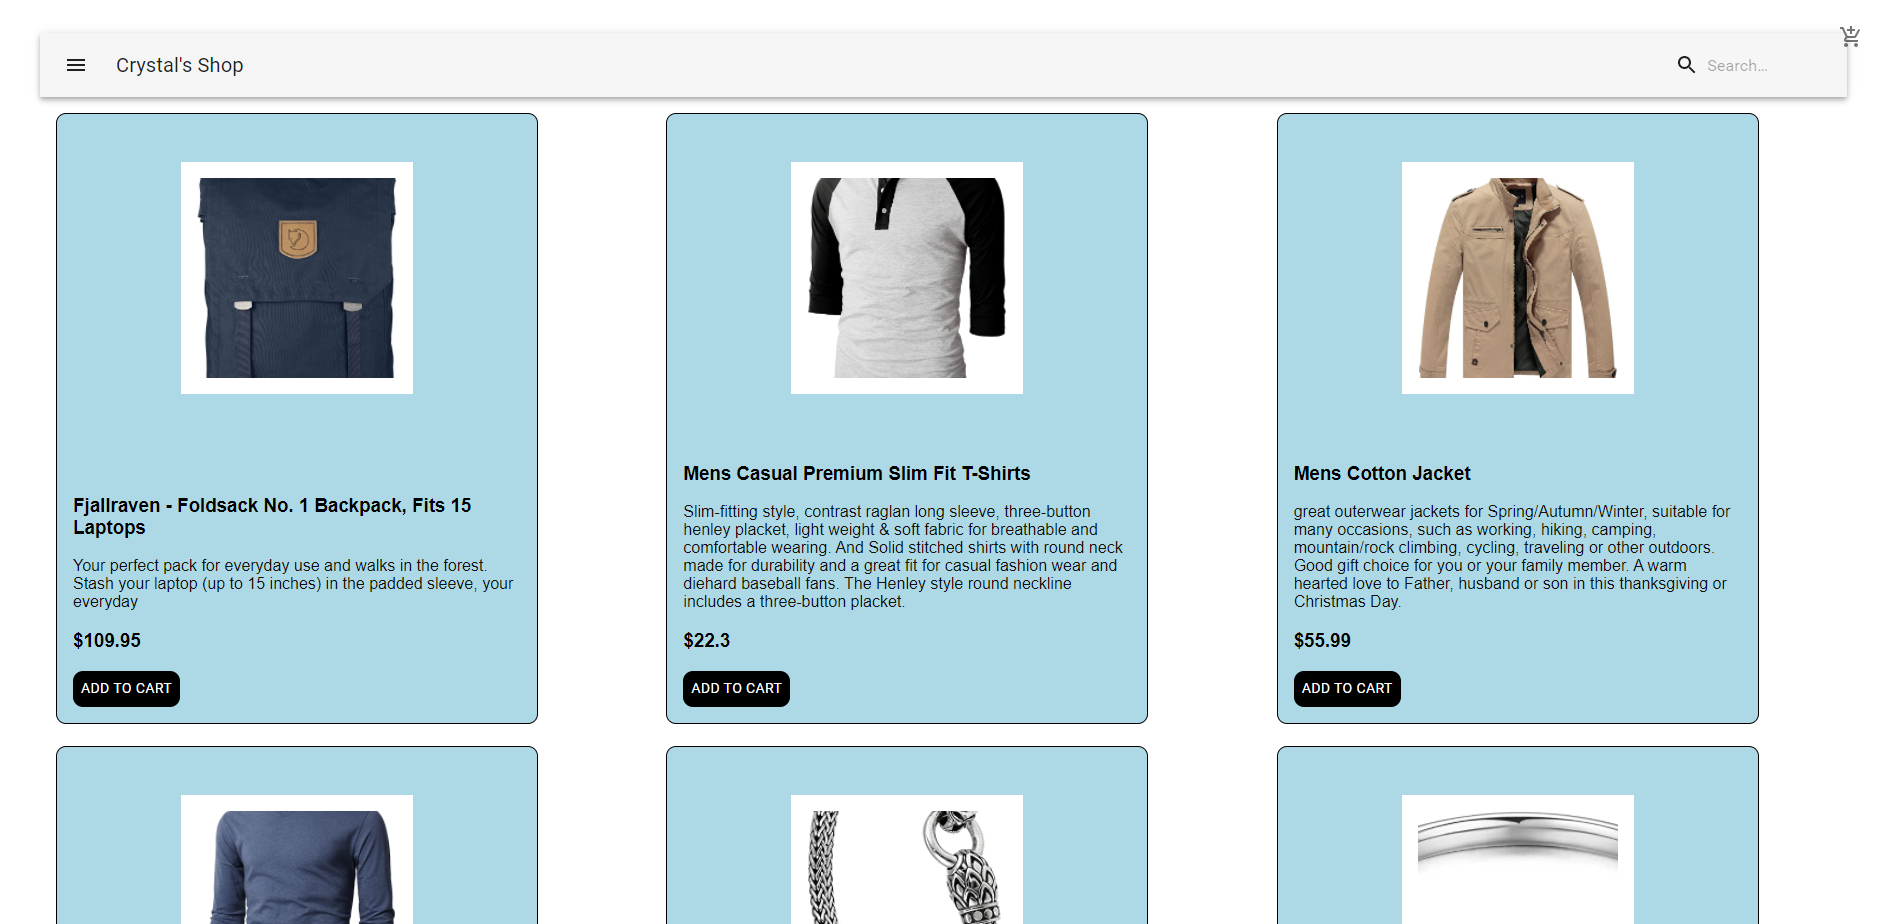 Crystal's Shop
Search...
Fjallraven - Foldsack No. 1 Backpack, Fits 15
Laptops
Your perfect pack for everyday use and walks in the forest.
Stash your laptop (up to 15 inches) in the padded sleeve, your
everyday
$109.95
ADD TO CART
Mens Casual Premium Slim Fit T-Shirts
Slim-fitting style, contrast raglan long sleeve, three-button
henley placket, light weight & soft fabric for breathable and
comfortable wearing. And Solid stitched shirts with round neck
made for durability and a great fit for casual fashion wear and
diehard baseball fans. The Henley style round neckline
includes a three-button placket.
$22.3
ADD TO CART
Mens Cotton Jacket
great outerwear jackets for Spring/Autumn/Winter, suitable for
many occasions, such as working, hiking, camping,
mountain/rock climbing, cycling, traveling or other outdoors.
Good gift choice for you or your family member. A warm
hearted love to Father, husband or son in this thanksgiving or
Christmas Day.
$55.99
ADD TO CART